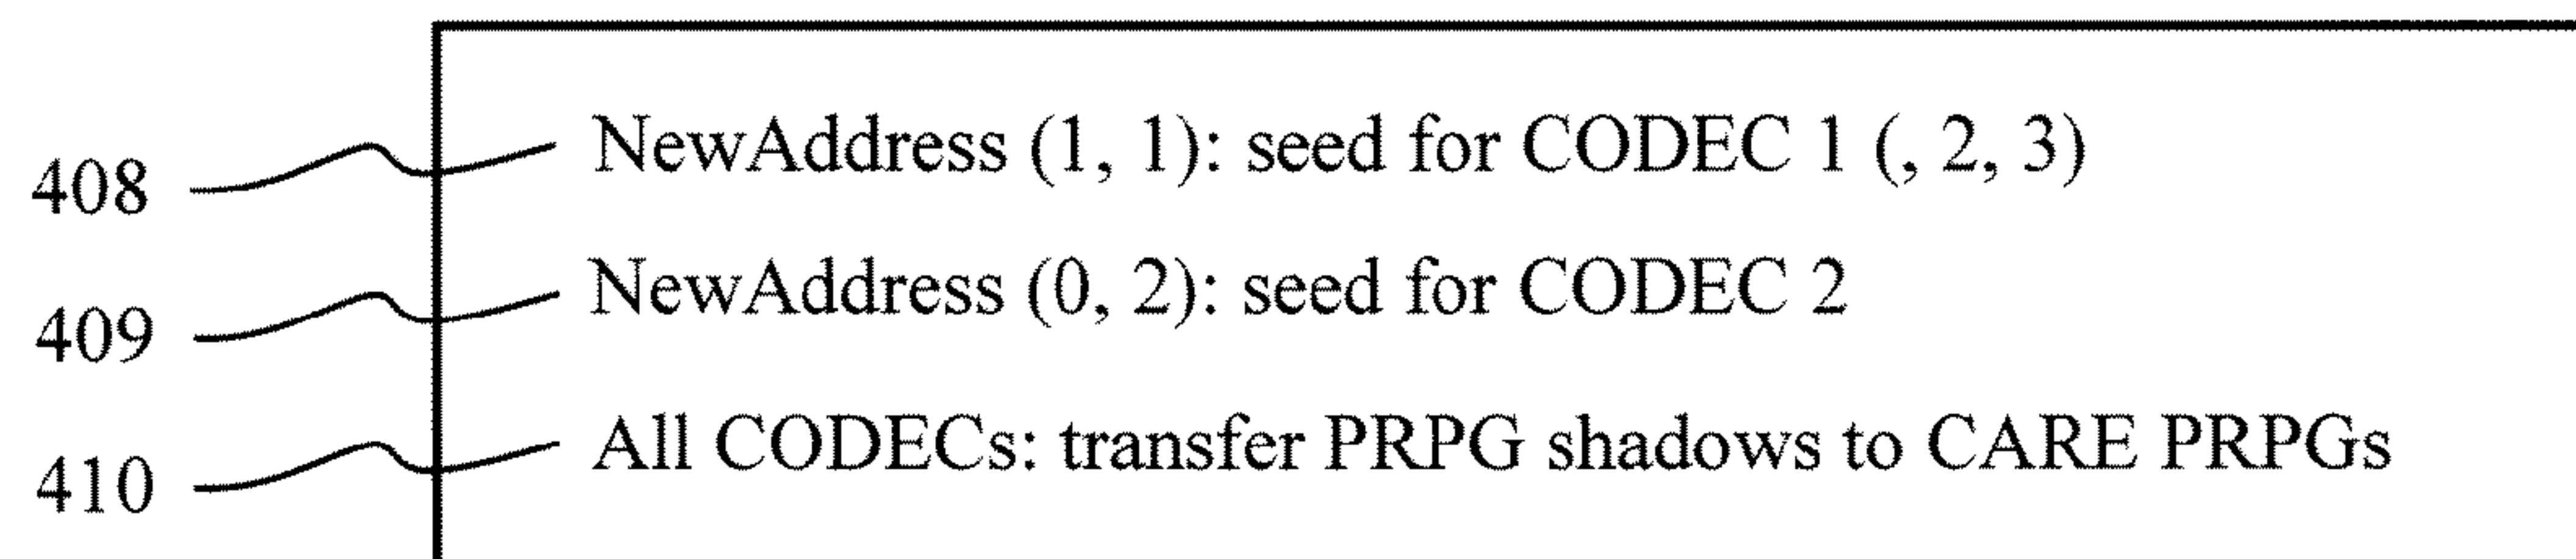 408 NewAddress (1, 1): seed for CODEC 1 (, 2, 3)
409 NewAddress (0, 2): seed for CODEC 2
410 All CODECs: transfer PRPG shadows to CARE PRPGs